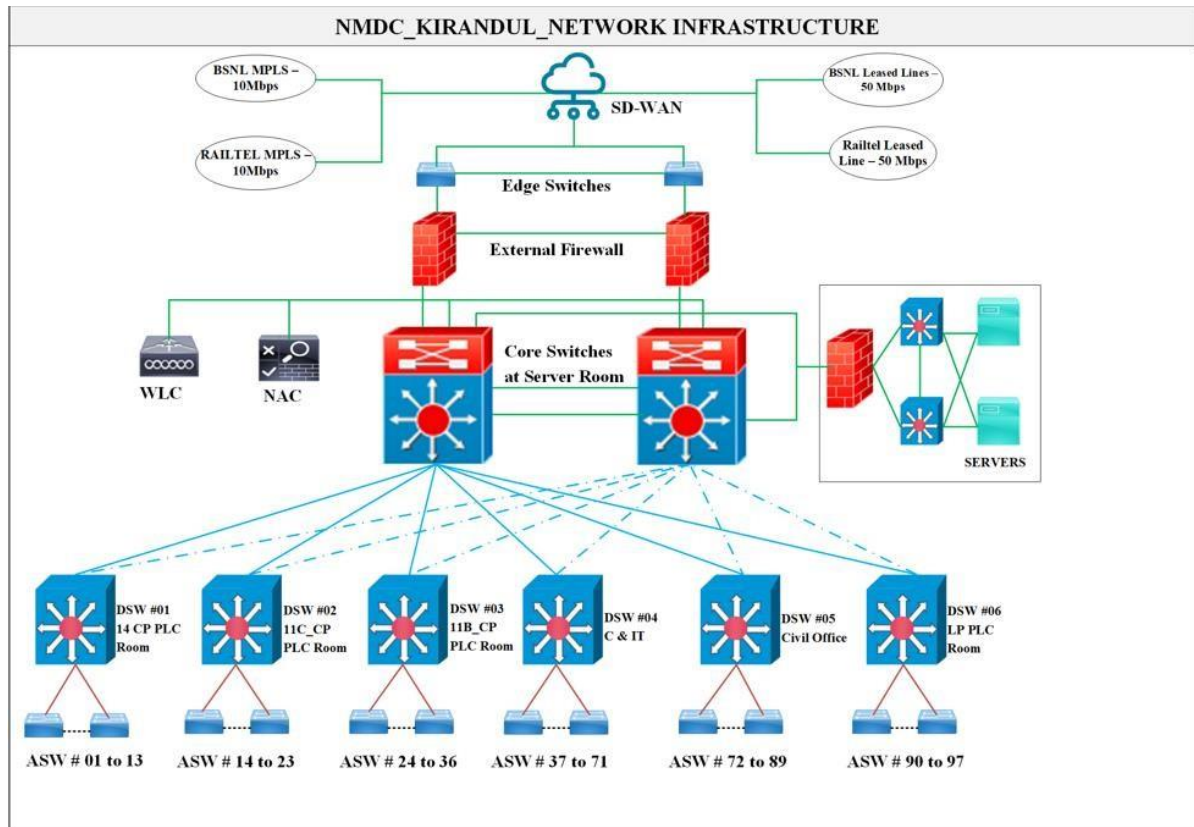 NMDC_KIRANDUL_NETWORK INFRASTRUCTURE
BSNL MPLS –
10Mbps
BSNL Leased Lines –
50 Mbps
SD-WAN
RAILTEL MPLS –
10Mbps
Railtel Leased
Line – 50 Mbps
Edge Switches
External Firewall
Core Switches
at Server Room
WLC
NAC
SERVERS
DSW #01
14 CP PLC
Room
DSW #02
11C_CP
PLC Room
DSW #03
11B_CP
PLC Room
DSW #04
C & IT
DSW #05
Civil Office
DSW #06
LP PLC
Room
ASW # 01 to 13
ASW # 14 to 23
ASW # 24 to 36
ASW # 37 to 71
ASW # 72 to 89
ASW # 90 to 97